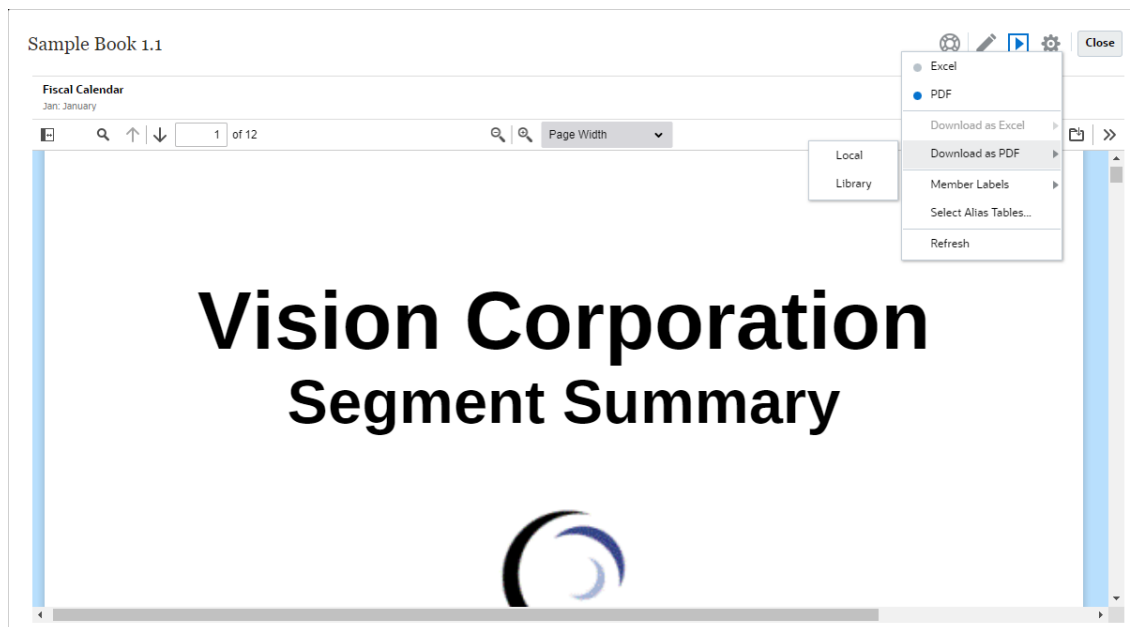 Sample Book 1.1
Close
Fiscal Calendar
Jan: January
1 of 12
Page Width
Excel
PDF
Download as Excel
Download as PDF
Member Labels
Select Alias Tables...
Refresh
Local
Library
Vision Corporation
Segment Summary